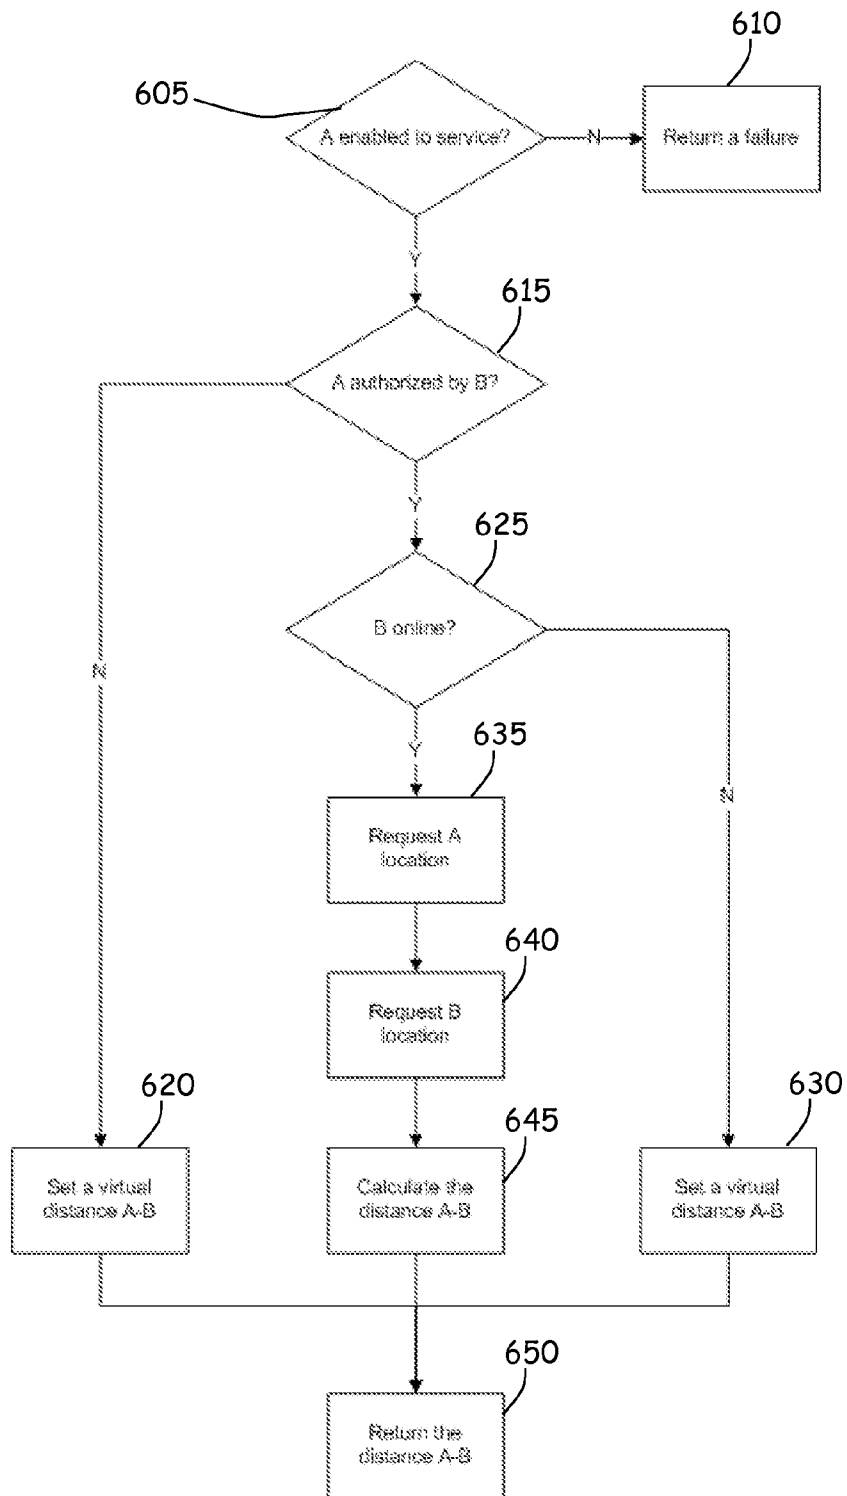 610
605
A enabled to service?
N
Return a failure
Y
615
A authorized by B?
Y
625
B online?
N
Y
635
N
Request A
location
640
Request B
location
620
645
630
Set a virtual
distance A-B
Calculate the
distance A-B
Set a virtual
distance A-B
650
Return the
distance A-B